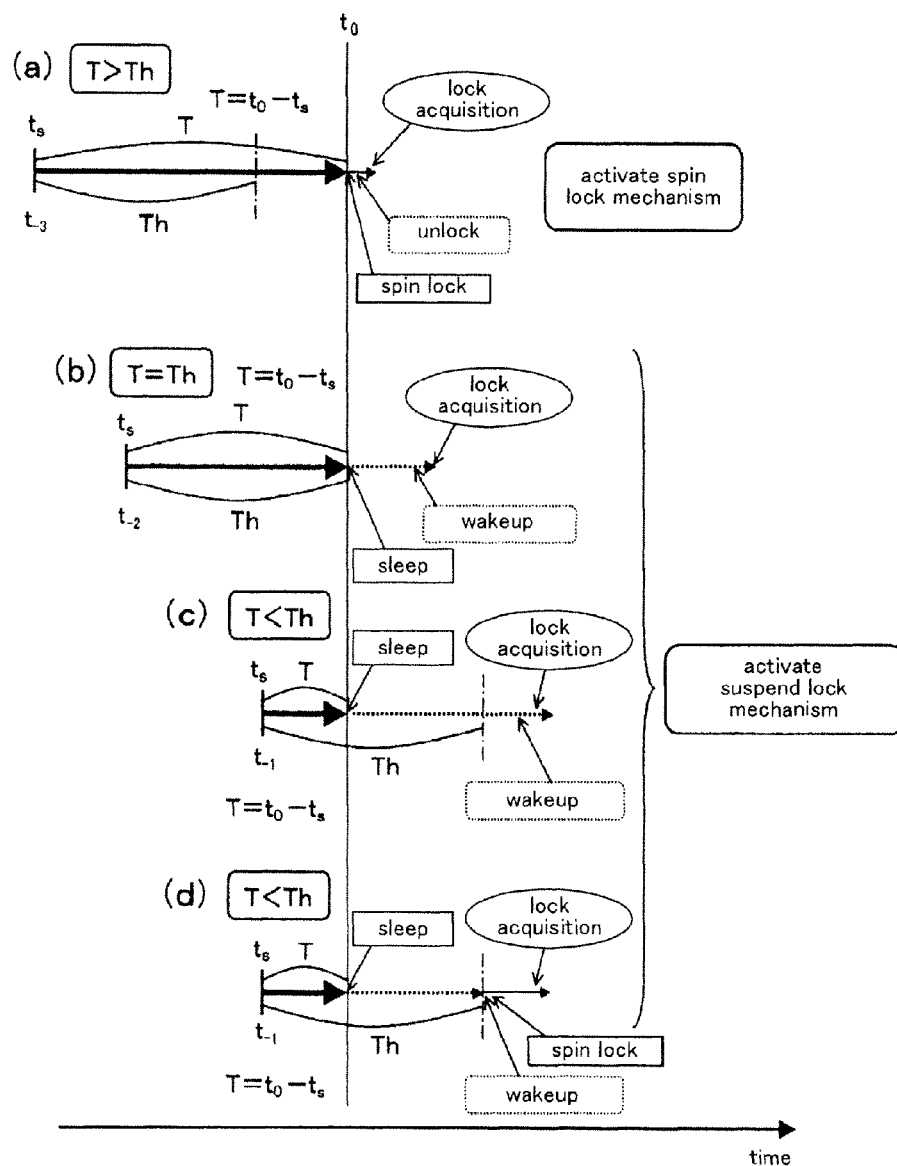 t₀
(a) T>Th
T=t₀−tₛ
tₛ
T
lock
acquisition
t₋₃
Th
unlock
spin lock
activate spin
lock mechanism
(b) T=Th T=t₀−tₛ
tₛ
T
lock
acquisition
t₋₂
Th
wakeup
sleep
(c) T<Th
sleep
lock
acquisition
tₛ
T
t₋₁
Th
wakeup
T=t₀−tₛ
activate
suspend lock
mechanism
(d) T<Th
sleep
lock
acquisition
tₛ
T
t₋₁
Th
spin lock
wakeup
T=t₀−tₛ
time